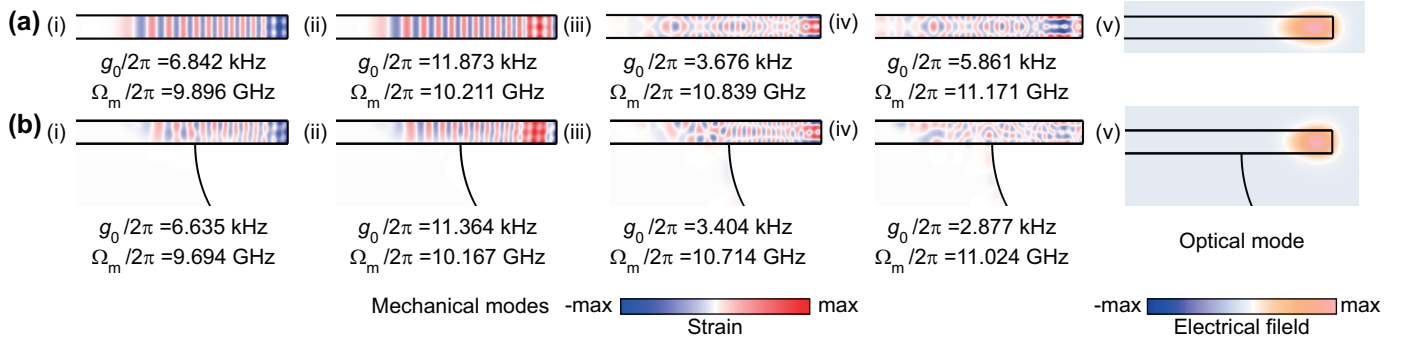 (a) (i) (ii) (iii) (iv) (v)
g0/2π =6.842 kHz g0/2π =11.873 kHz g0/2π =3.676 kHz g0/2π =5.861 kHz
Ωm/2π =9.896 GHz Ωm/2π =10.211 GHz Ωm/2π =10.839 GHz Ωm/2π =11.171 GHz
(b) (i) (ii) (iii) (iv) (v)
g0/2π =6.635 kHz g0/2π =11.364 kHz g0/2π =3.404 kHz g0/2π =2.877 kHz
Ωm/2π =9.694 GHz Ωm/2π =10.167 GHz Ωm/2π =10.714 GHz Ωm/2π =11.024 GHz
Optical mode
Mechanical modes -max max -max max
Strain Electrical fileld